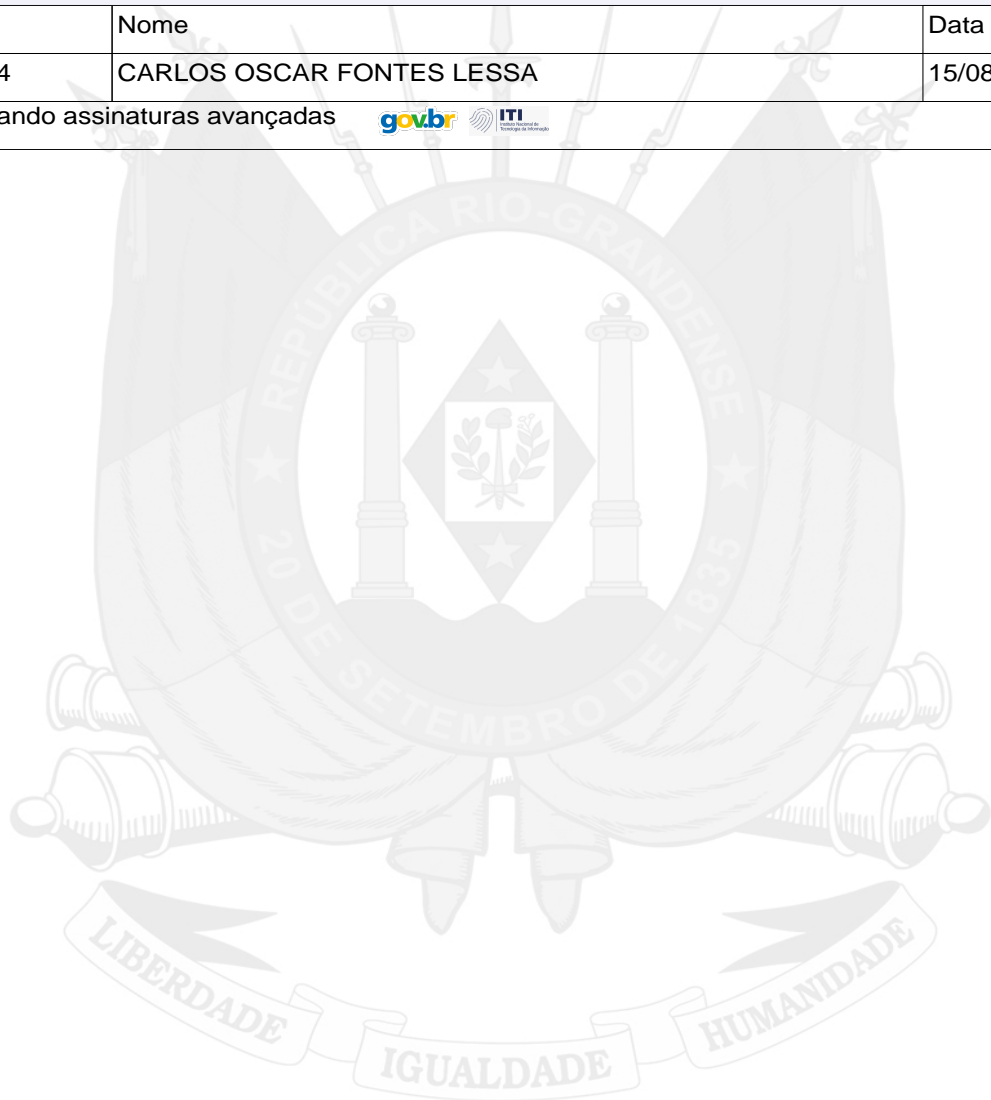 Nome Data
4 CARLOS OSCAR FONTES LESSA 15/08
ando assinaturas avançadas gov.br ITI
REPÚBLICA RIO-GRANDENSE
20 DE SETEMBRO DE 1835
LIBERDADE IGUALDADE HUMANIDADE